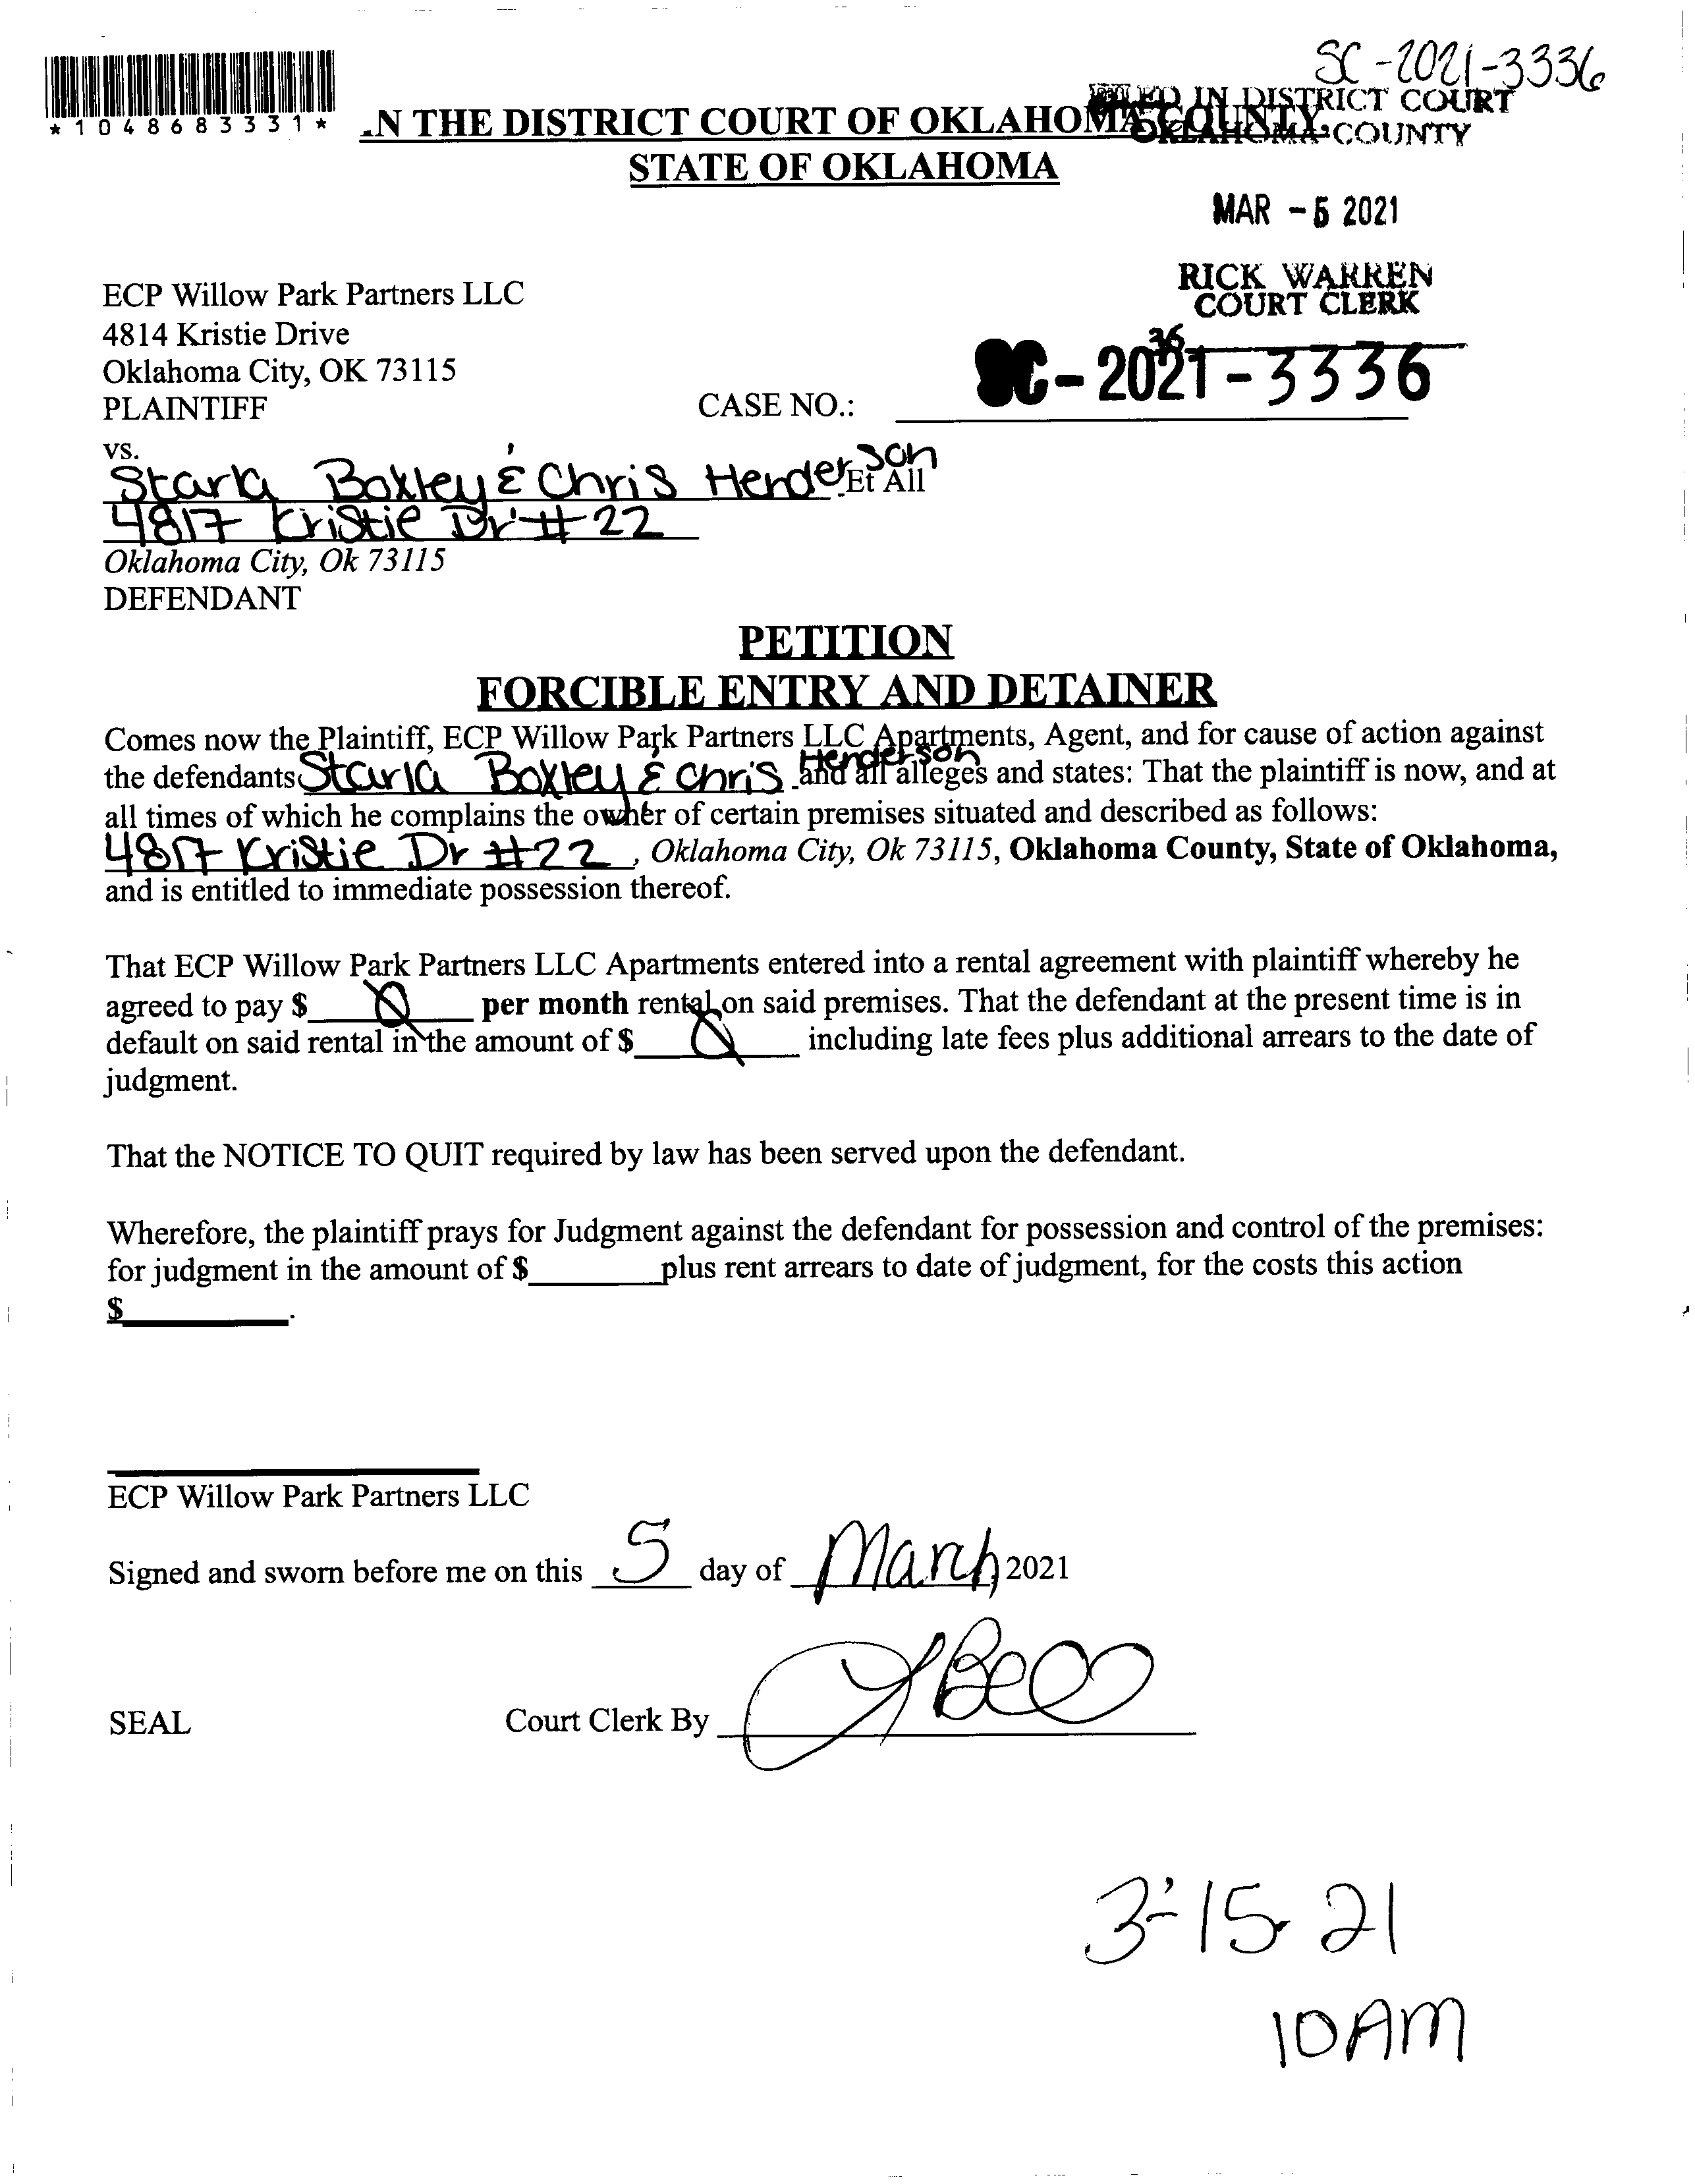 SC-2021-3336
*1048683331*
.N THE DISTRICT COURT OF OKLAHOMA COUNTY
FILED IN DISTRICT COURT
OKLAHOMA COUNTY
STATE OF OKLAHOMA
MAR -5 2021
RICK WARREN
COURT CLERK
36
ECP Willow Park Partners LLC
4814 Kristie Drive
Oklahoma City, OK 73115
PLAINTIFF
CASE NO.: SC-2021-3336
vs.
Starla Boxley & Chris Henderson Et All
4817 Kristie Dr #22
Oklahoma City, Ok 73115
DEFENDANT
PETITION
FORCIBLE ENTRY AND DETAINER
Comes now the Plaintiff, ECP Willow Park Partners LLC Apartments, Agent, and for cause of action against
the defendants Starla Boxley & Chris Henderson and all alleges and states: That the plaintiff is now, and at
all times of which he complains the owner of certain premises situated and described as follows:
4817 Kristie Dr #22, Oklahoma City, Ok 73115, Oklahoma County, State of Oklahoma,
and is entitled to immediate possession thereof.
That ECP Willow Park Partners LLC Apartments entered into a rental agreement with plaintiff whereby he
agreed to pay $ 0 per month rental on said premises. That the defendant at the present time is in
default on said rental in the amount of $ 0 including late fees plus additional arrears to the date of
judgment.
That the NOTICE TO QUIT required by law has been served upon the defendant.
Wherefore, the plaintiff prays for Judgment against the defendant for possession and control of the premises:
for judgment in the amount of $______plus rent arrears to date of judgment, for the costs this action
$________.
ECP Willow Park Partners LLC
Signed and sworn before me on this 5 day of March, 2021
SEAL
Court Clerk By
3-15-21
10AM